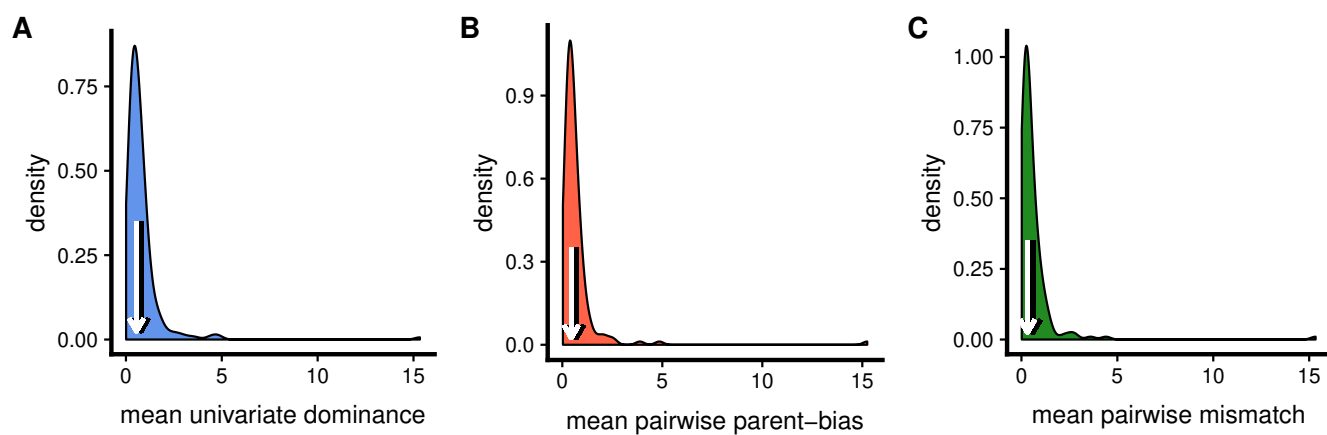 A
density
0.75
0.50
0.25
0.00
0
5
10
15
mean univariate dominance
B
density
0.9
0.6
0.3
0.0
0
5
10
15
mean pairwise parent−bias
C
density
1.00
0.75
0.50
0.25
0.00
0
5
10
15
mean pairwise mismatch